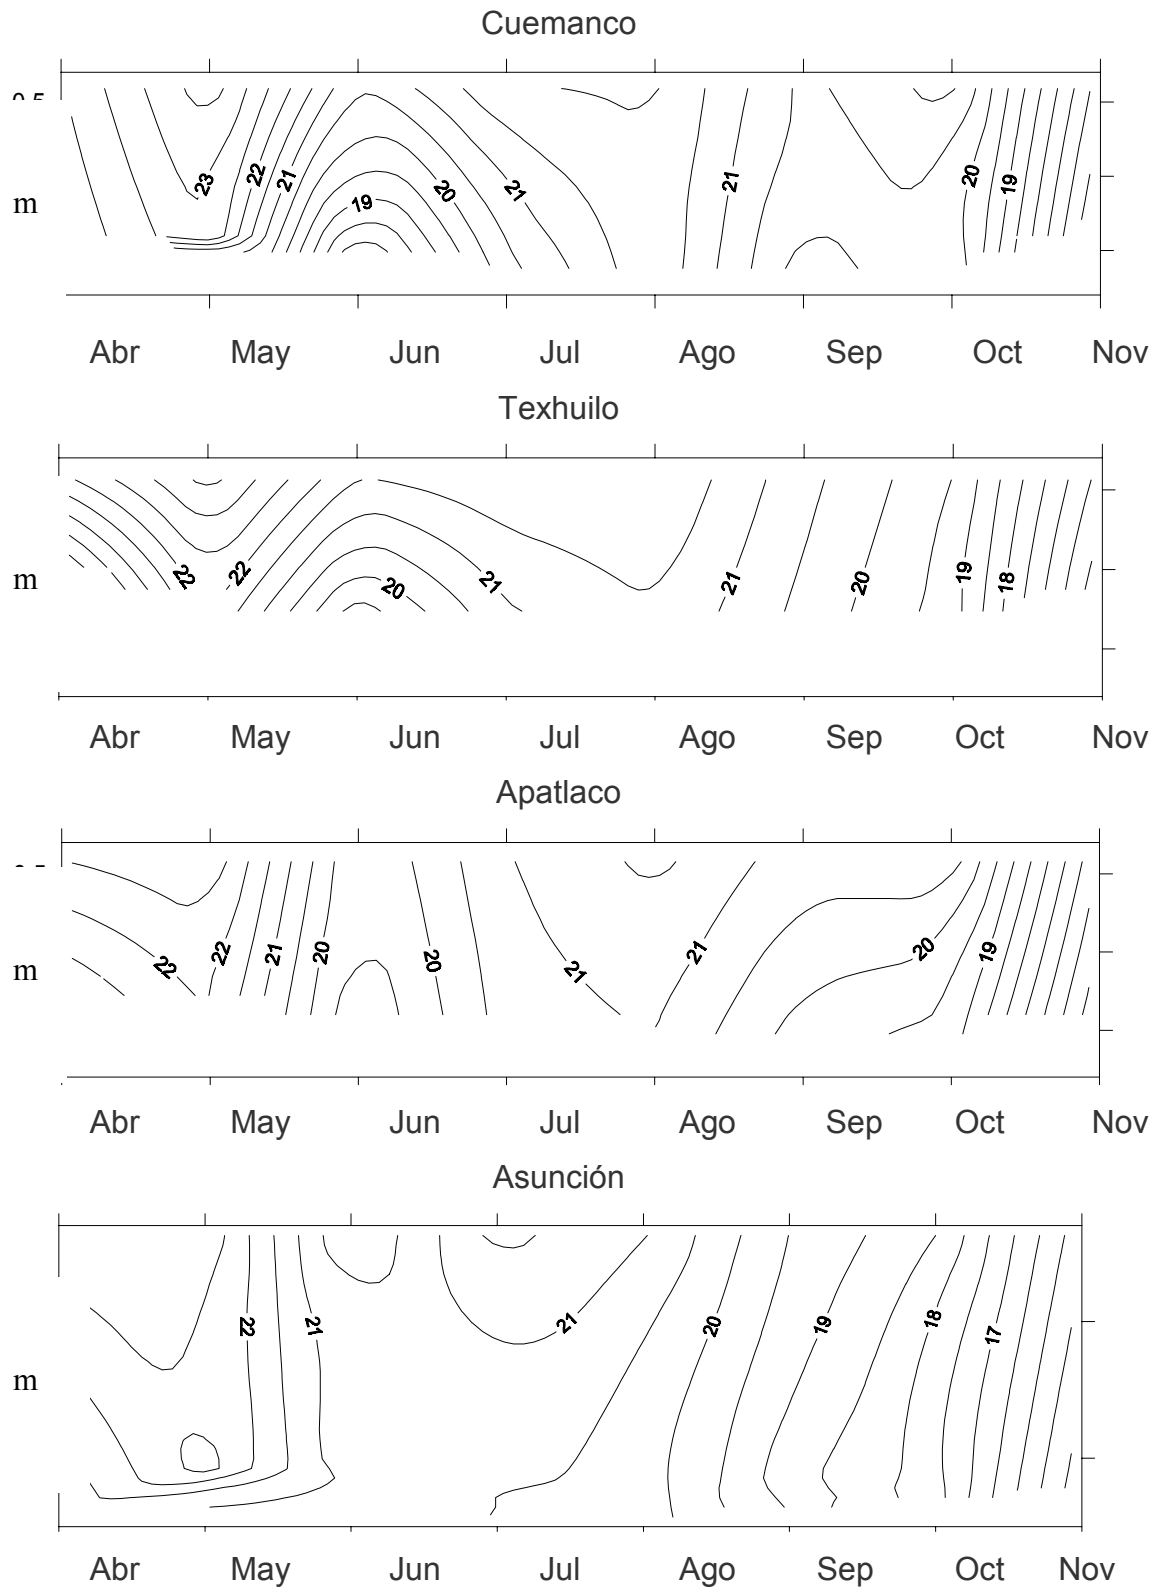 Cuemanco
23 22 21 19 20 21 21 20 19
m
Abr May Jun Jul Ago Sep Oct Nov
Texhuilo
22 22 20 21 21 20 19 18
m
Abr May Jun Jul Ago Sep Oct Nov
Apatlaco
22 22 21 20 20 21 21 20 19
m
Abr May Jun Jul Ago Sep Oct Nov
Asunción
22 21 21 20 19 18 17
m
Abr May Jun Jul Ago Sep Oct Nov